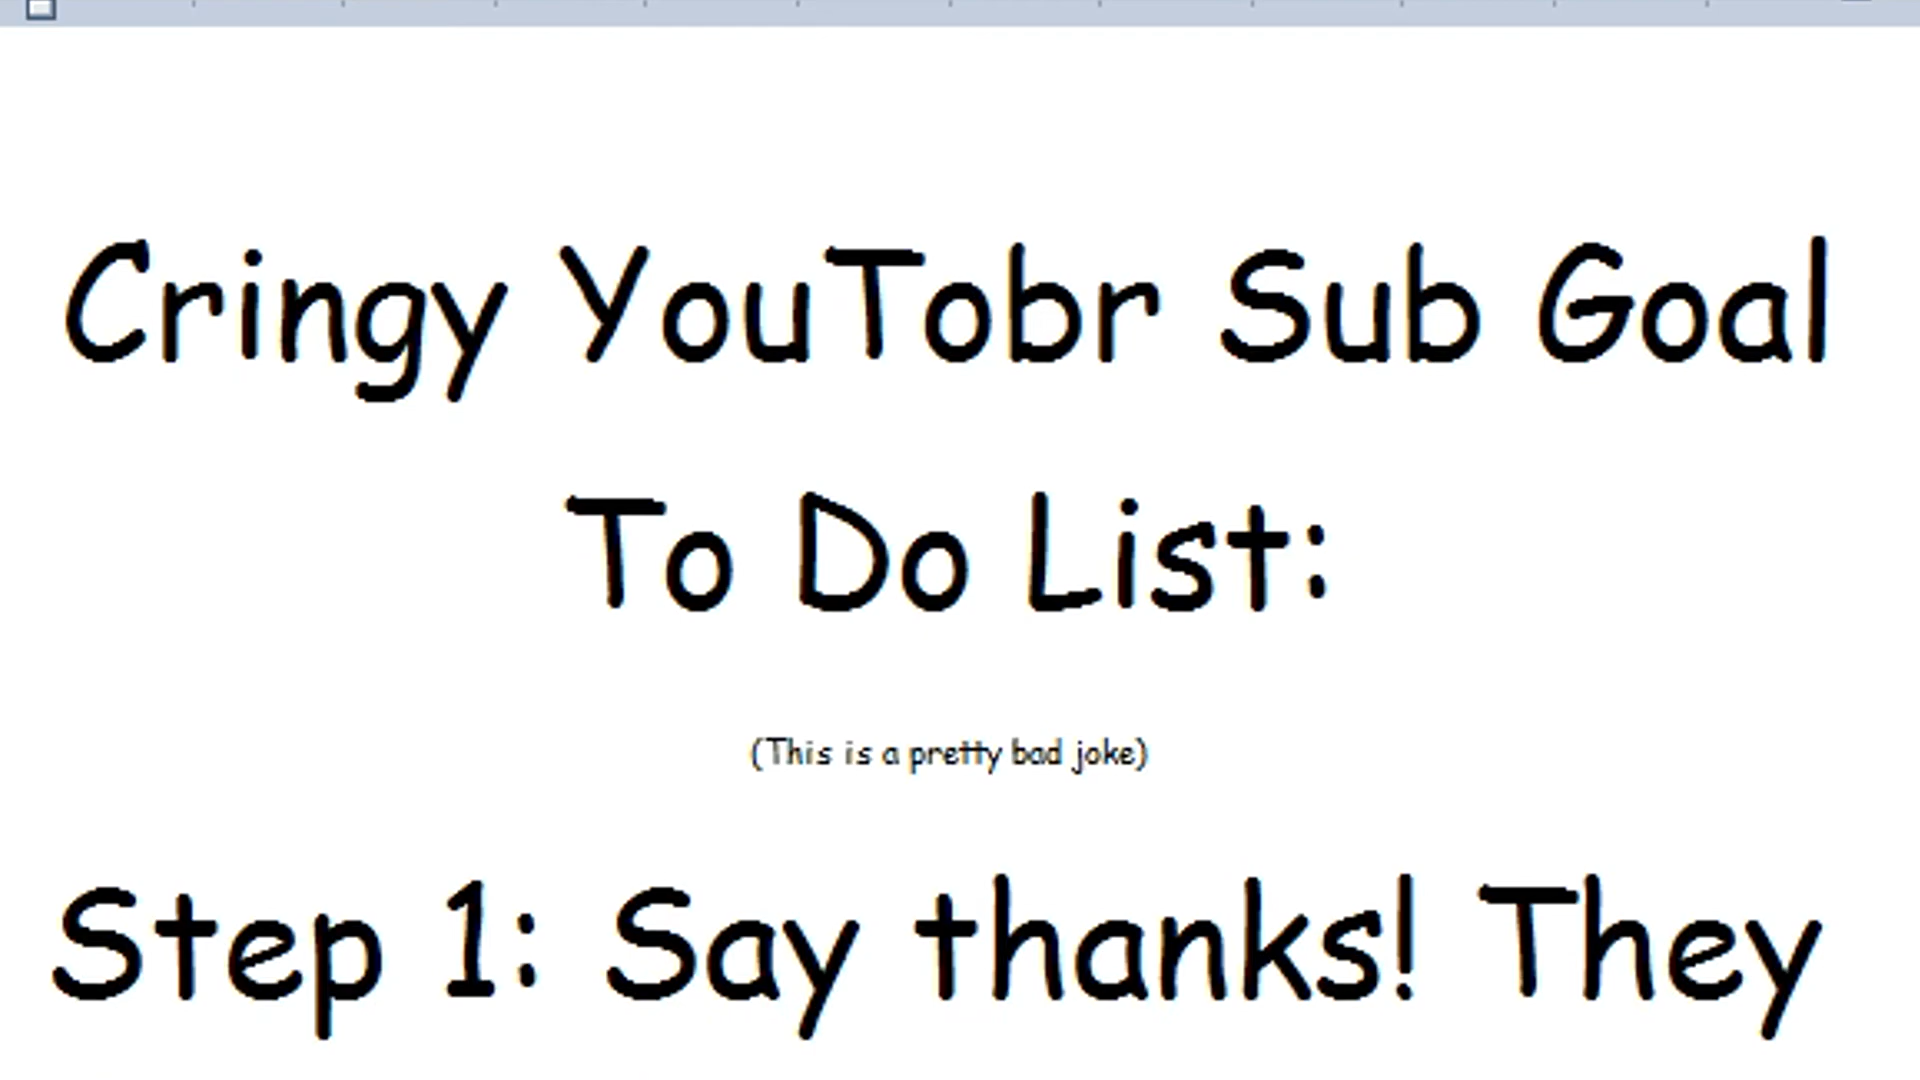 Cringy YouTobr Sub Goal
To Do List:
(This is a pretty bad joke)
Step 1: Say thanks! They